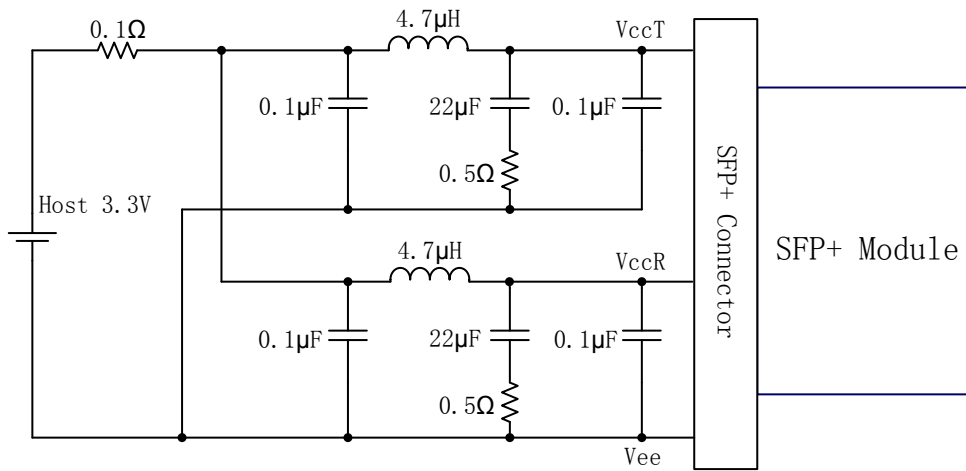 4.7μH
0.1Ω
VccT
0.1μF
22μF
0.1μF
0.5Ω
Host 3.3V
SFP+ Connector
SFP+ Module
4.7μH
VccR
0.1μF
22μF
0.1μF
0.5Ω
Vee